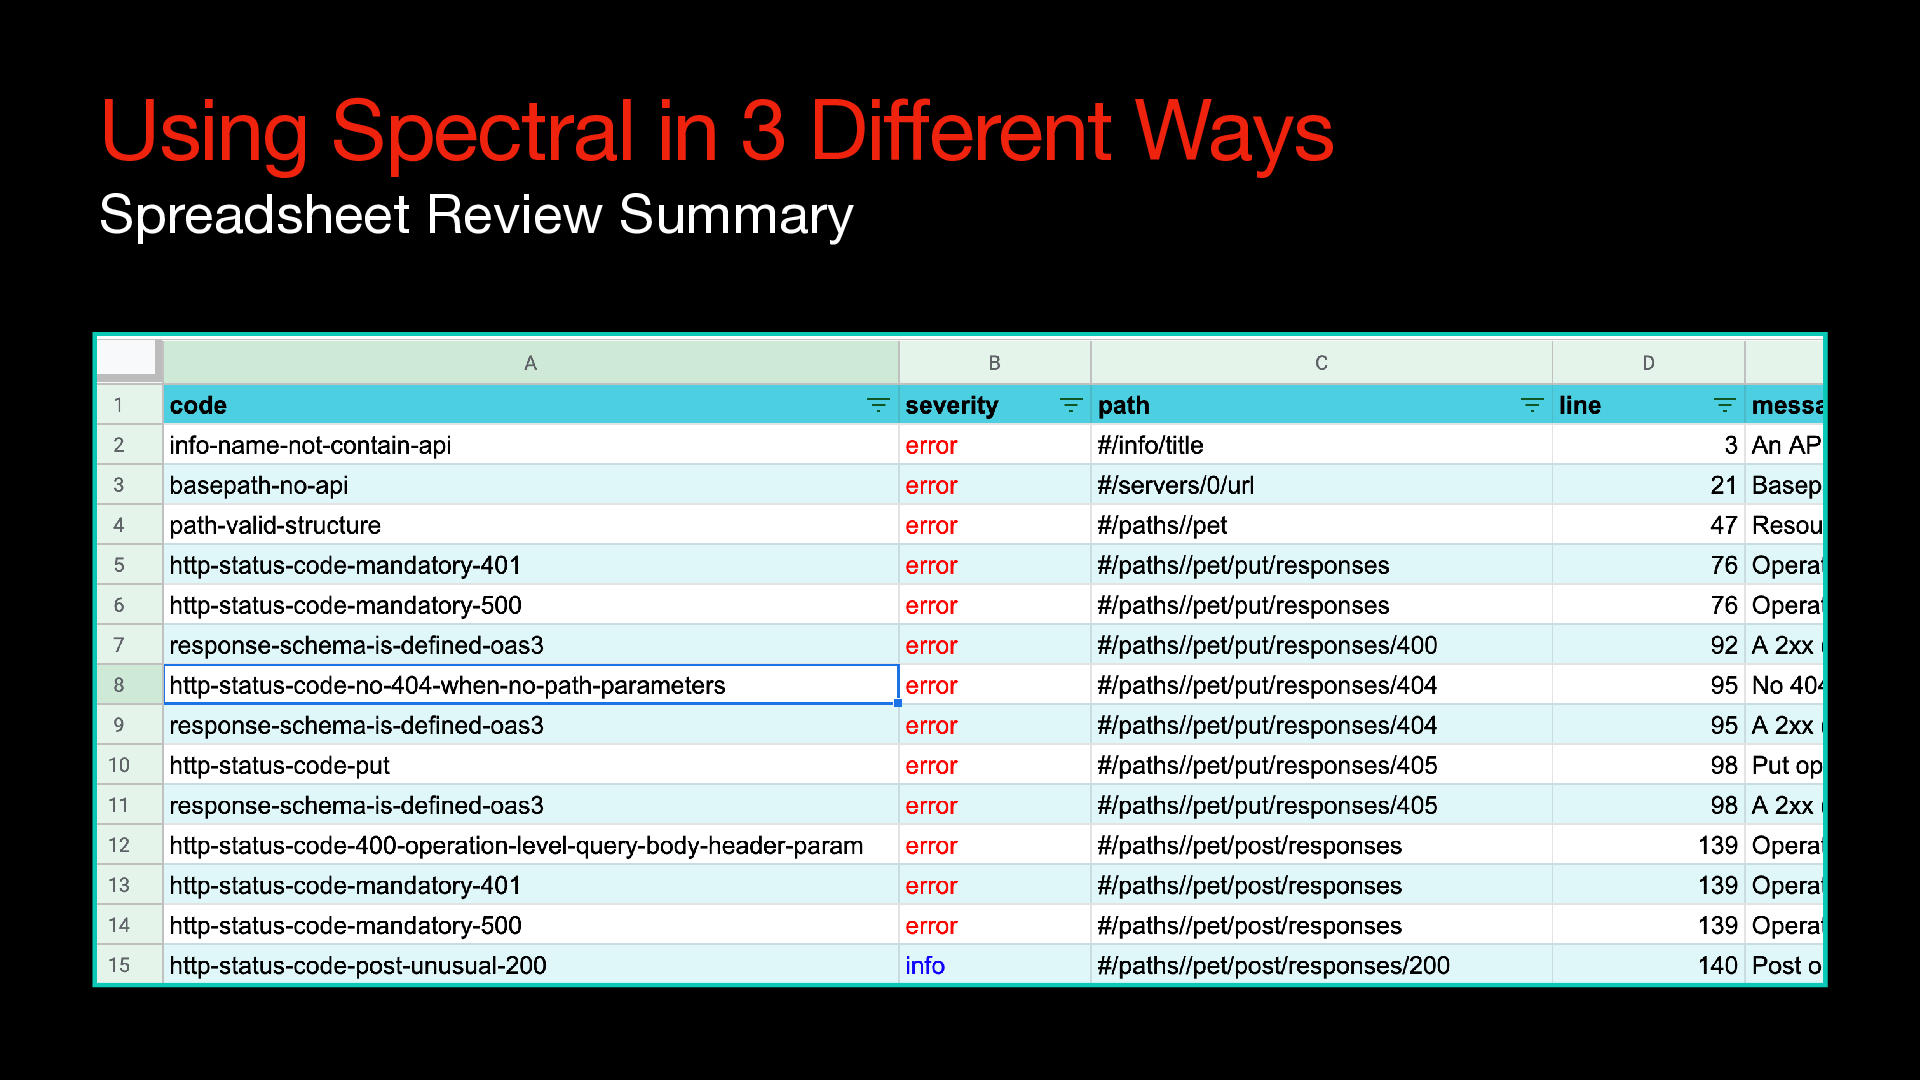 Using Spectral in 3 Different Ways
Spreadsheet Review Summary
A B C D
1 code severity path line messa
2 info-name-not-contain-api error #/info/title 3 An AP
3 basepath-no-api error #/servers/0/url 21 Basep
4 path-valid-structure error #/paths//pet 47 Resou
5 http-status-code-mandatory-401 error #/paths//pet/put/responses 76 Opera
6 http-status-code-mandatory-500 error #/paths//pet/put/responses 76 Opera
7 response-schema-is-defined-oas3 error #/paths//pet/put/responses/400 92 A 2xx
8 http-status-code-no-404-when-no-path-parameters error #/paths//pet/put/responses/404 95 No 404
9 response-schema-is-defined-oas3 error #/paths//pet/put/responses/404 95 A 2xx
10 http-status-code-put error #/paths//pet/put/responses/405 98 Put op
11 response-schema-is-defined-oas3 error #/paths//pet/put/responses/405 98 A 2xx
12 http-status-code-400-operation-level-query-body-header-param error #/paths//pet/post/responses 139 Opera
13 http-status-code-mandatory-401 error #/paths//pet/post/responses 139 Opera
14 http-status-code-mandatory-500 error #/paths//pet/post/responses 139 Opera
15 http-status-code-post-unusual-200 info #/paths//pet/post/responses/200 140 Post o